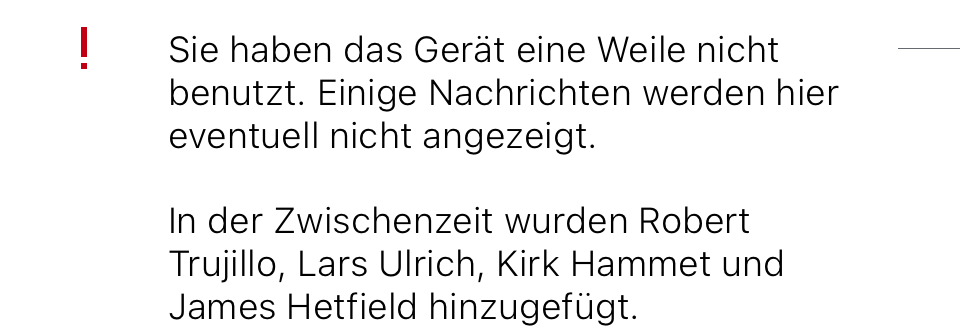 !
Sie haben das Gerät eine Weile nicht
benutzt. Einige Nachrichten werden hier
eventuell nicht angezeigt.
In der Zwischenzeit wurden Robert
Trujillo, Lars Ulrich, Kirk Hammet und
James Hetfield hinzugefügt.